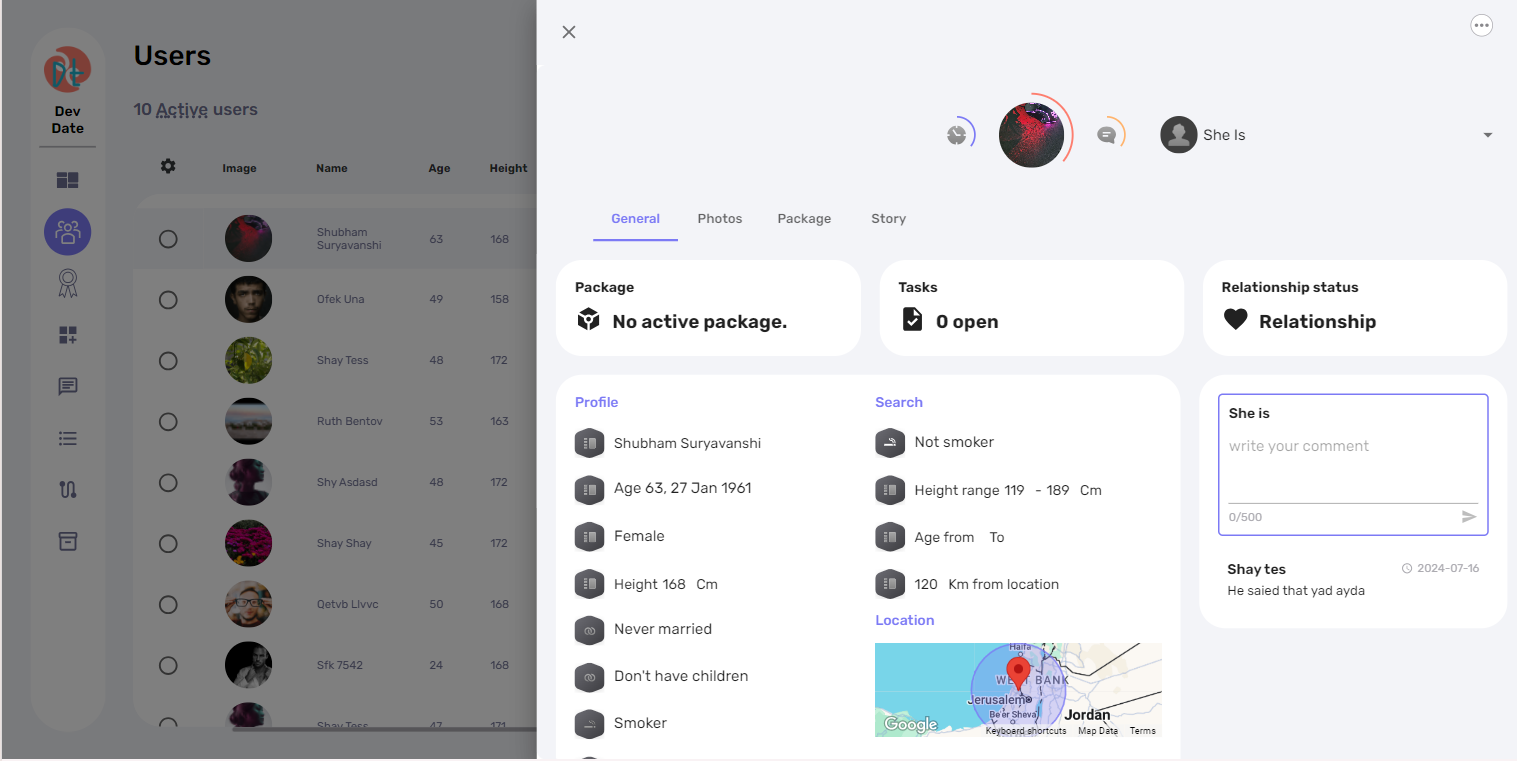 Dt
Dev
Date
Users
10 Active users
Image Name Age Height
Shubham
Suryavanshi
63 168
Ofek Una 49 158
Shay Tess 48 172
Ruth Bentov 53 163
Shy Asdasd 48 172
Shay Shay 45 172
Qetvb Llvvc 50 168
Sfk 7542 24 168
Shay Tess 47 171
She Is
General Photos Package Story
Package
No active package.
Tasks
0 open
Relationship status
Relationship
Profile
Shubham Suryavanshi
Age 63, 27 Jan 1961
Female
Height 168 Cm
Never married
Don't have children
Smoker
Search
Not smoker
Height range 119 - 189 Cm
Age from To
120 Km from location
Location
Haifa
WEST BANK
Jerusalem
Be'er Sheva
Jordan
Google
Keyboard shortcuts Map Data Terms
She is
write your comment
0/500
Shay tes 2024-07-16
He saied that yad ayda